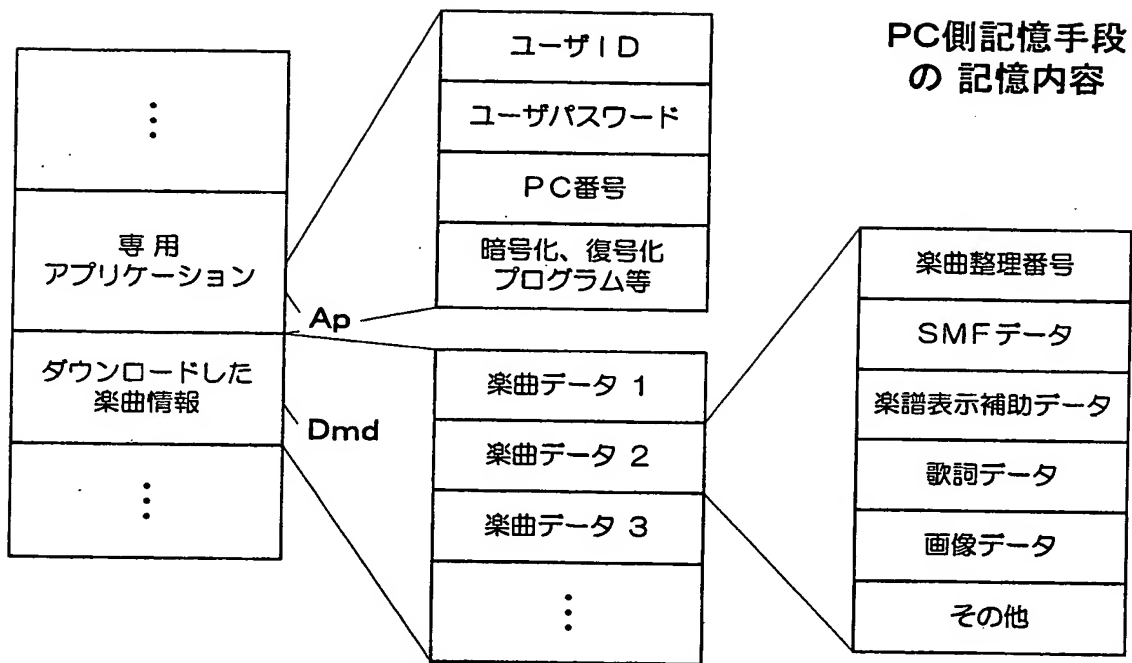 PC側記憶手段
の 記憶内容
⋮
専 用
アプリケーション
ダウンロードした
楽曲情報
⋮
Ap
Dmd
ユーザID
ユーザパスワード
PC番号
暗号化、復号化
プログラム等
楽曲データ 1
楽曲データ 2
楽曲データ 3
⋮
楽曲整理番号
SMFデータ
楽譜表示補助データ
歌詞データ
画像データ
その他